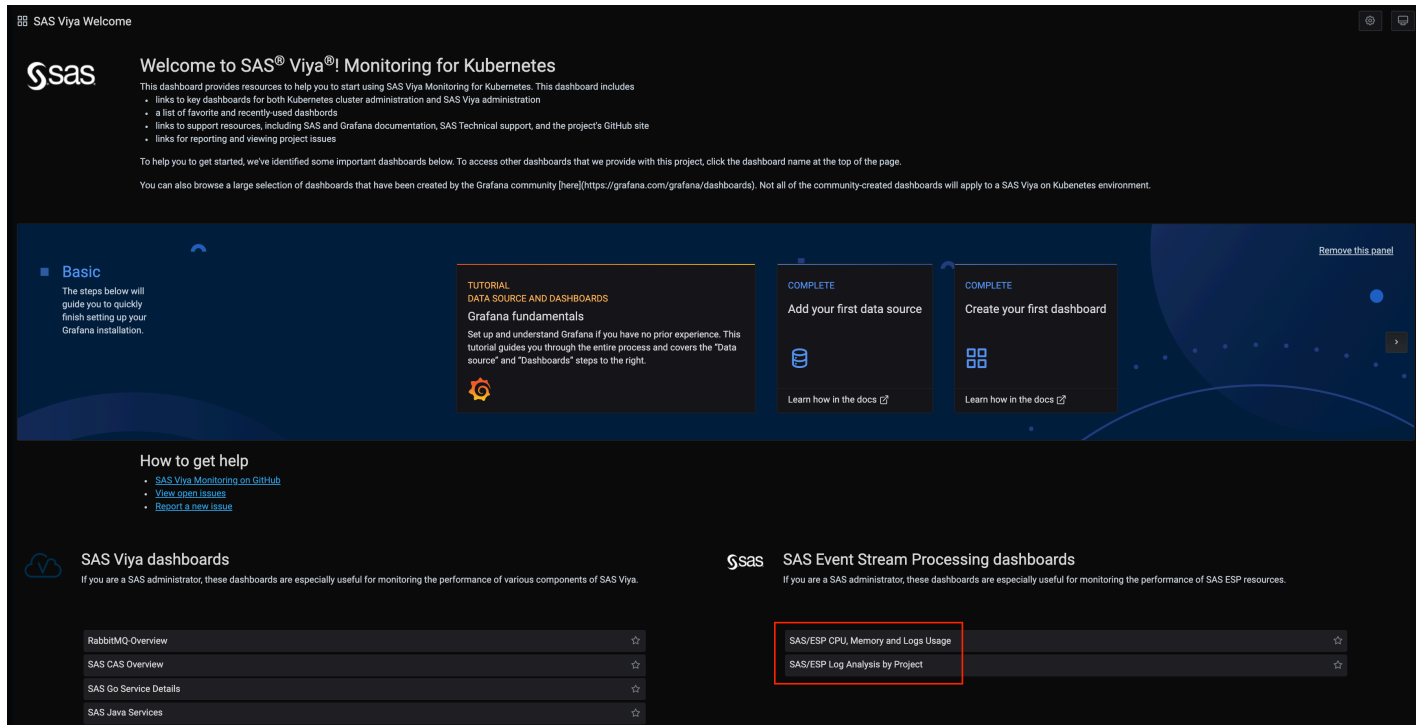 SAS Viya Welcome
sas
Welcome to SAS® Viya®! Monitoring for Kubernetes
This dashboard provides resources to help you to start using SAS Viya Monitoring for Kubernetes. This dashboard includes
• links to key dashboards for both Kubernetes cluster administration and SAS Viya administration
• a list of favorite and recently-used dashbords
• links to support resources, including SAS and Grafana documentation, SAS Technical support, and the project's GitHub site
• links for reporting and viewing project issues
To help you to get started, we've identified some important dashboards below. To access other dashboards that we provide with this project, click the dashboard name at the top of the page.
You can also browse a large selection of dashboards that have been created by the Grafana community [here](https://grafana.com/grafana/dashboards). Not all of the community-created dashboards will apply to a SAS Viya on Kubenetes environment.
Remove this panel
Basic
The steps below will
guide you to quickly
finish setting up your
Grafana installation.
TUTORIAL
DATA SOURCE AND DASHBOARDS
Grafana fundamentals
Set up and understand Grafana if you have no prior experience. This
tutorial guides you through the entire process and covers the "Data
source" and "Dashboards" steps to the right.
COMPLETE
Add your first data source
Learn how in the docs
COMPLETE
Create your first dashboard
Learn how in the docs
How to get help
• SAS Viya Monitoring on GitHub
• View open issues
• Report a new issue
SAS Viya dashboards
If you are a SAS administrator, these dashboards are especially useful for monitoring the performance of various components of SAS Viya.
RabbitMQ-Overview
SAS CAS Overview
SAS Go Service Details
SAS Java Services
sas
SAS Event Stream Processing dashboards
If you are a SAS administrator, these dashboards are especially useful for monitoring the performance of SAS ESP resources.
SAS/ESP CPU, Memory and Logs Usage
SAS/ESP Log Analysis by Project